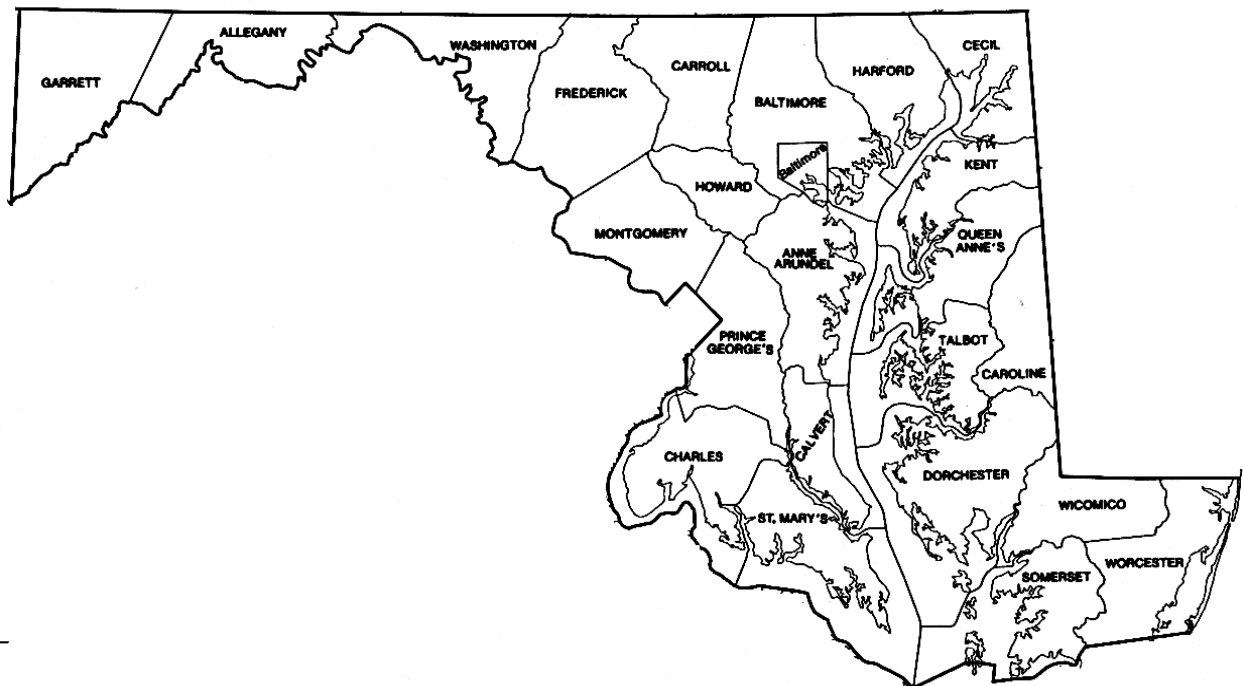 ALLEGANY
WASHINGTON
CECIL
GARRETT
CARROLL
HARFORD
FREDERICK
BALTIMORE
Baltimore
KENT
HOWARD
MONTGOMERY
QUEEN
ANNE'S
ANNE
ARUNDEL
PRINCE
GEORGE'S
TALBOT
CAROLINE
CALVERT
CHARLES
DORCHESTER
ST. MARY'S
WICOMICO
WORCESTER
SOMERSET